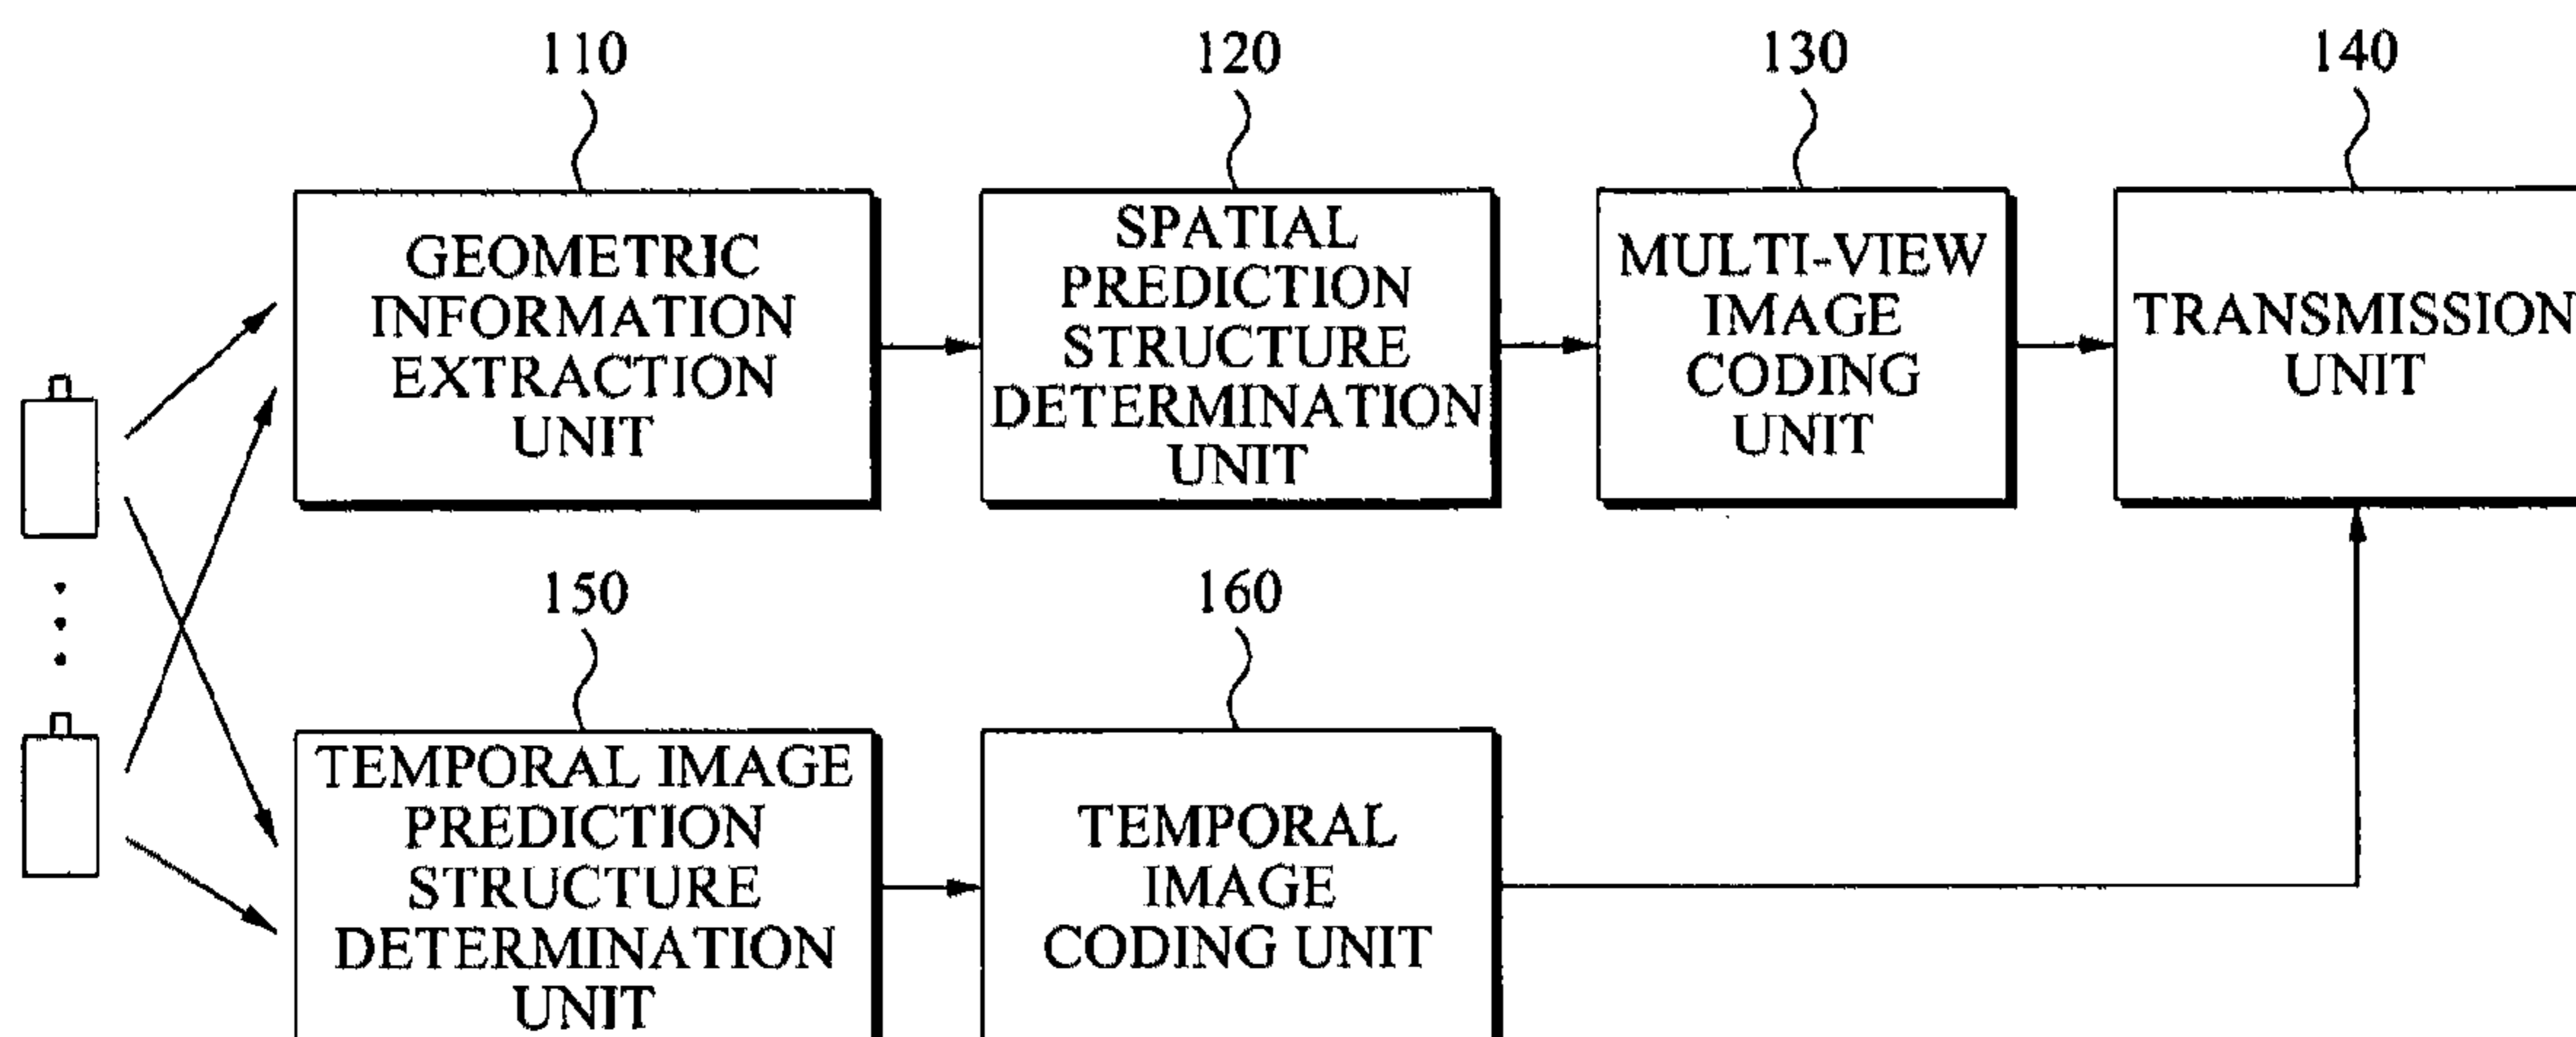 110
120
130
140
GEOMETRIC
INFORMATION
EXTRACTION
UNIT
SPATIAL
PREDICTION
STRUCTURE
DETERMINATION
UNIT
MULTI-VIEW
IMAGE
CODING
UNIT
TRANSMISSION
UNIT
150
160
TEMPORAL IMAGE
PREDICTION
STRUCTURE
DETERMINATION
UNIT
TEMPORAL
IMAGE
CODING UNIT